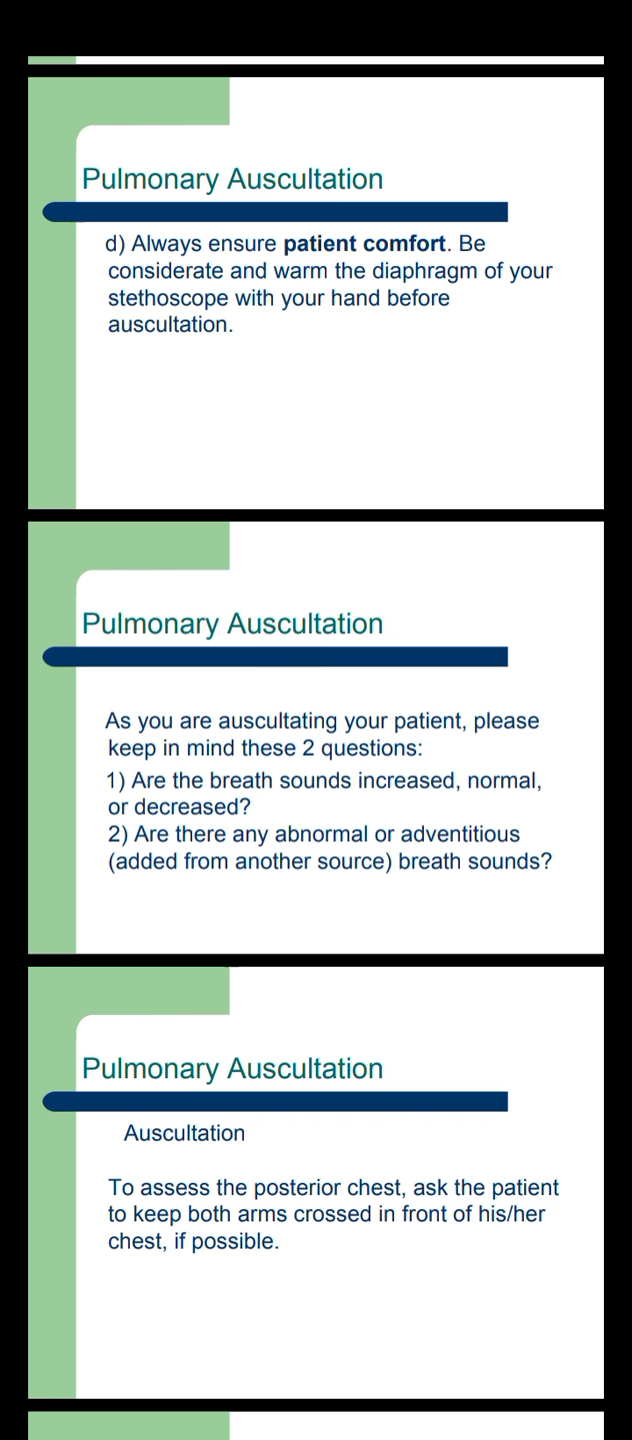 Pulmonary Auscultation
d) Always ensure patient comfort. Be
considerate and warm the diaphragm of your
stethoscope with your hand before
auscultation.
Pulmonary Auscultation
As you are auscultating your patient, please
keep in mind these 2 questions:
1) Are the breath sounds increased, normal,
or decreased?
2) Are there any abnormal or adventitious
(added from another source) breath sounds?
Pulmonary Auscultation
Auscultation
To assess the posterior chest, ask the patient
to keep both arms crossed in front of his/her
chest, if possible.